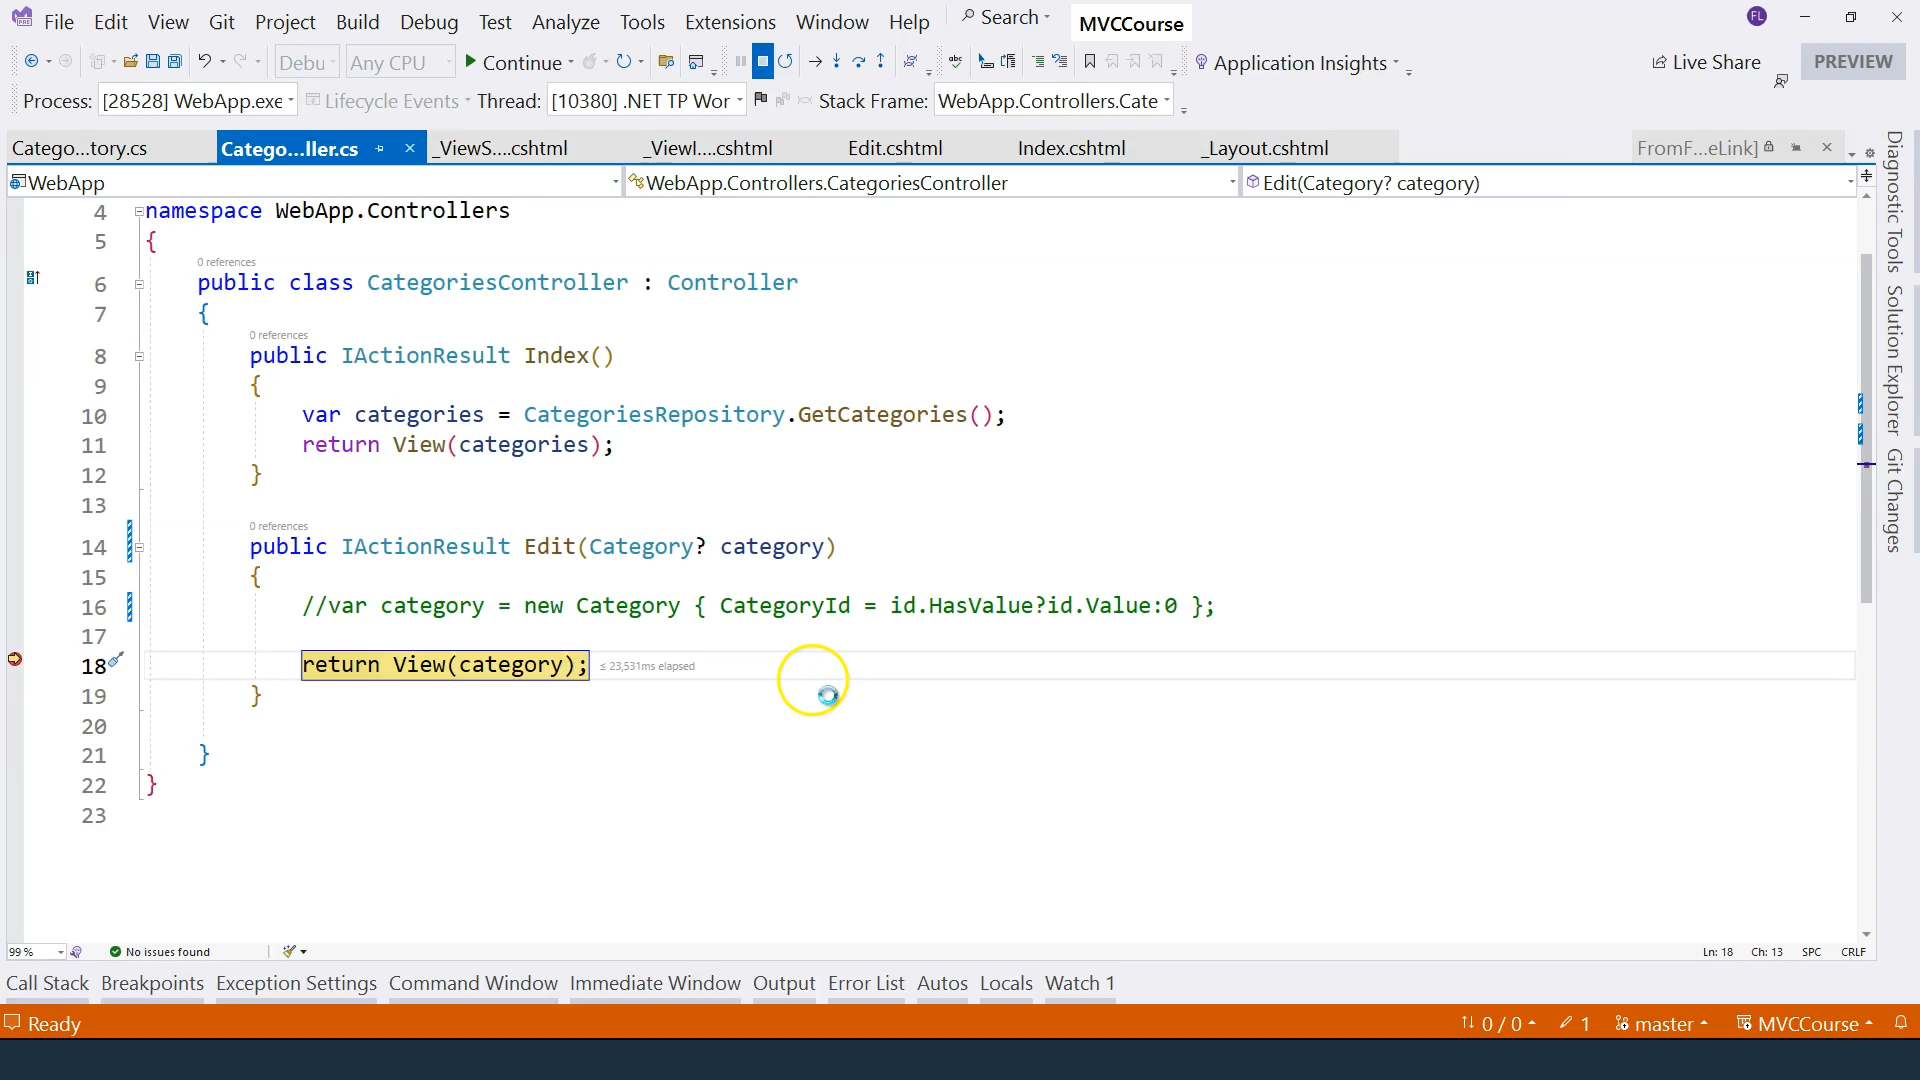 File Edit View Git Project Build Debug Test Analyze Tools Extensions Window Help Search MVCCourse FL
Debu Any CPU Continue Application Insights Live Share PREVIEW
Process: [28528] WebApp.exe Lifecycle Events Thread: [10380] .NET TP Wor Stack Frame: WebApp.Controllers.Cate
Catego...tory.cs Catego...ller.cs _ViewS....cshtml _ViewI....cshtml Edit.cshtml Index.cshtml _Layout.cshtml FromF...eLink]
WebApp WebApp.Controllers.CategoriesController Edit(Category? category)
4 namespace WebApp.Controllers
5 {
0 references
6 public class CategoriesController : Controller
7 {
0 references
8 public IActionResult Index()
9 {
10 var categories = CategoriesRepository.GetCategories();
11 return View(categories);
12 }
13
0 references
14 public IActionResult Edit(Category? category)
15 {
16 //var category = new Category { CategoryId = id.HasValue?id.Value:0 };
17
18 return View(category); ≤ 23,531ms elapsed
19 }
20
21 }
22 }
23
Diagnostic Tools
Solution Explorer
Git Changes
99 % No issues found Ln: 18 Ch: 13 SPC CRLF
Call Stack Breakpoints Exception Settings Command Window Immediate Window Output Error List Autos Locals Watch 1
Ready 0 / 0 1 master MVCCourse